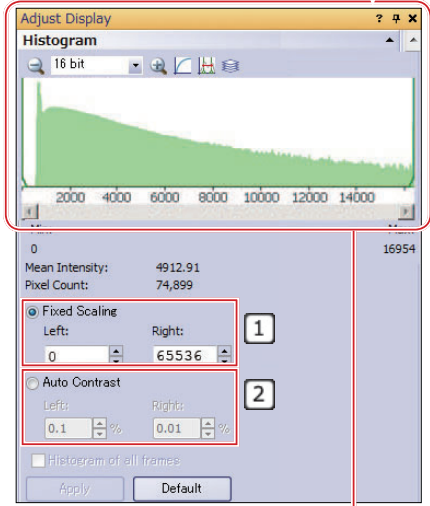 Adjust Display ? X
Histogram
16 bit
2000 4000 6000 8000 10000 12000 14000
0 16954
Mean Intensity: 4912.91
Pixel Count: 74,899
Fixed Scaling
Left: Right:
0 65536
1
Auto Contrast
Left: Right:
0.1 % 0.01 %
2
Histogram of all frames
Apply Default